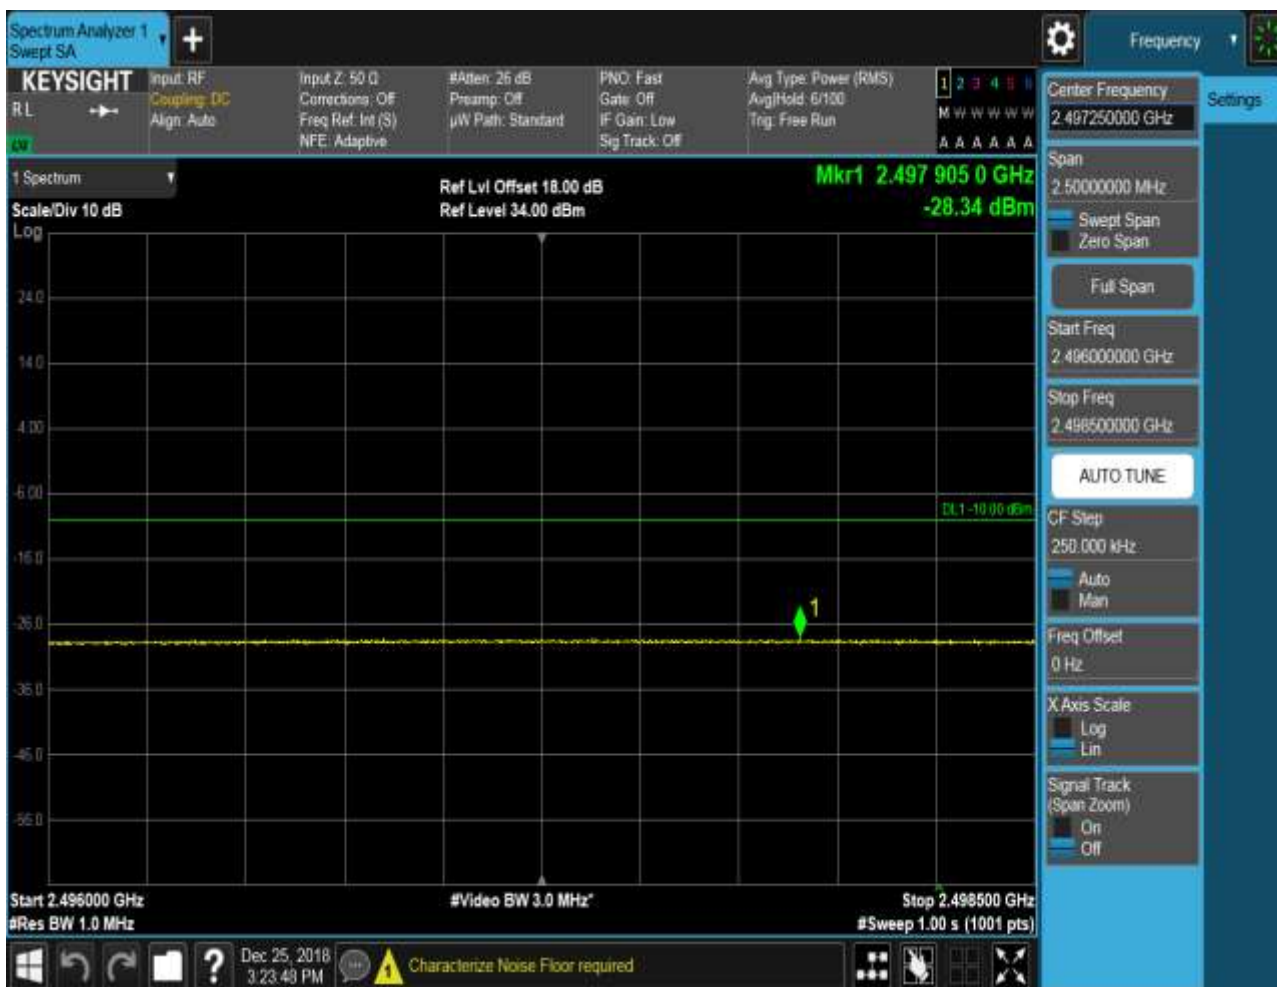 Spectrum Analyzer 1
Swept SA
+
Frequency
KEYSIGHT
Input: RF
Input Z: 50 Ω
#Atten: 26 dB
PNO: Fast
Avg Type: Power (RMS)
1 2 3 4 5 6
R L
Coupling: DC
Corrections: Off
Preamp: Off
Gate: Off
Avg|Hold: 6/100
M W W W W W
Align: Auto
Freq Ref: Int (S)
µW Path: Standard
IF Gain: Low
Trig: Free Run
NFE: Adaptive
Sig Track: Off
A A A A A A
1 Spectrum
Ref Lvl Offset 18.00 dB
Mkr1 2.497 905 0 GHz
Scale/Div 10 dB
Ref Level 34.00 dBm
-28.34 dBm
Log
24.0
14.0
4.00
-6.00
DL1 -10.00 dBm
-16.0
1
-26.0
-36.0
-46.0
-56.0
Start 2.496000 GHz
#Video BW 3.0 MHz*
Stop 2.498500 GHz
#Res BW 1.0 MHz
#Sweep 1.00 s (1001 pts)
Center Frequency
2.497250000 GHz
Settings
Span
2.50000000 MHz
Swept Span
Zero Span
Full Span
Start Freq
2.496000000 GHz
Stop Freq
2.498500000 GHz
AUTO TUNE
CF Step
250.000 kHz
Auto
Man
Freq Offset
0 Hz
X Axis Scale
Log
Lin
Signal Track
(Span Zoom)
On
Off
?
Dec 25, 2018
3:23:48 PM
1
Characterize Noise Floor required